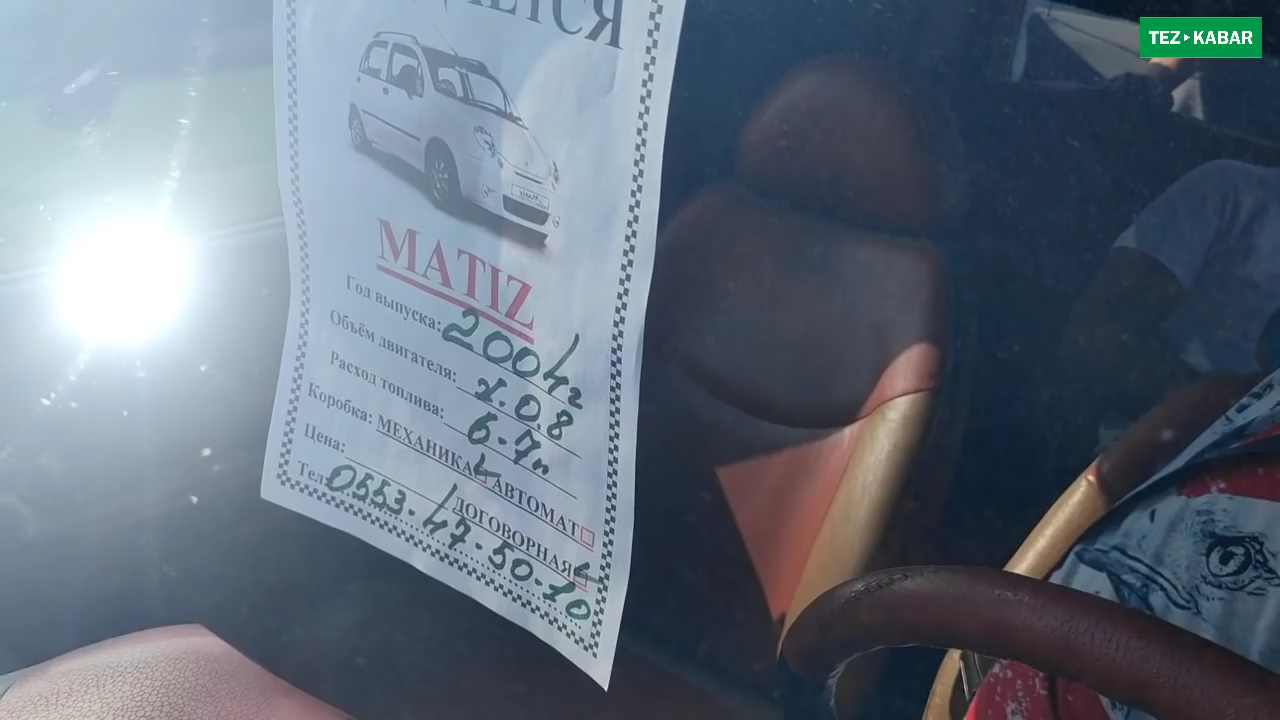 TEZ KABAR
MATIZ
Год выпуска: 2004г
Объём двигателя: 1.0.8
Расход топлива: 6-7л
Коробка: МЕХАНИКА АВТОМАТ
Цена: ДОГОВОРНАЯ
Тел: 0553-47-50-10